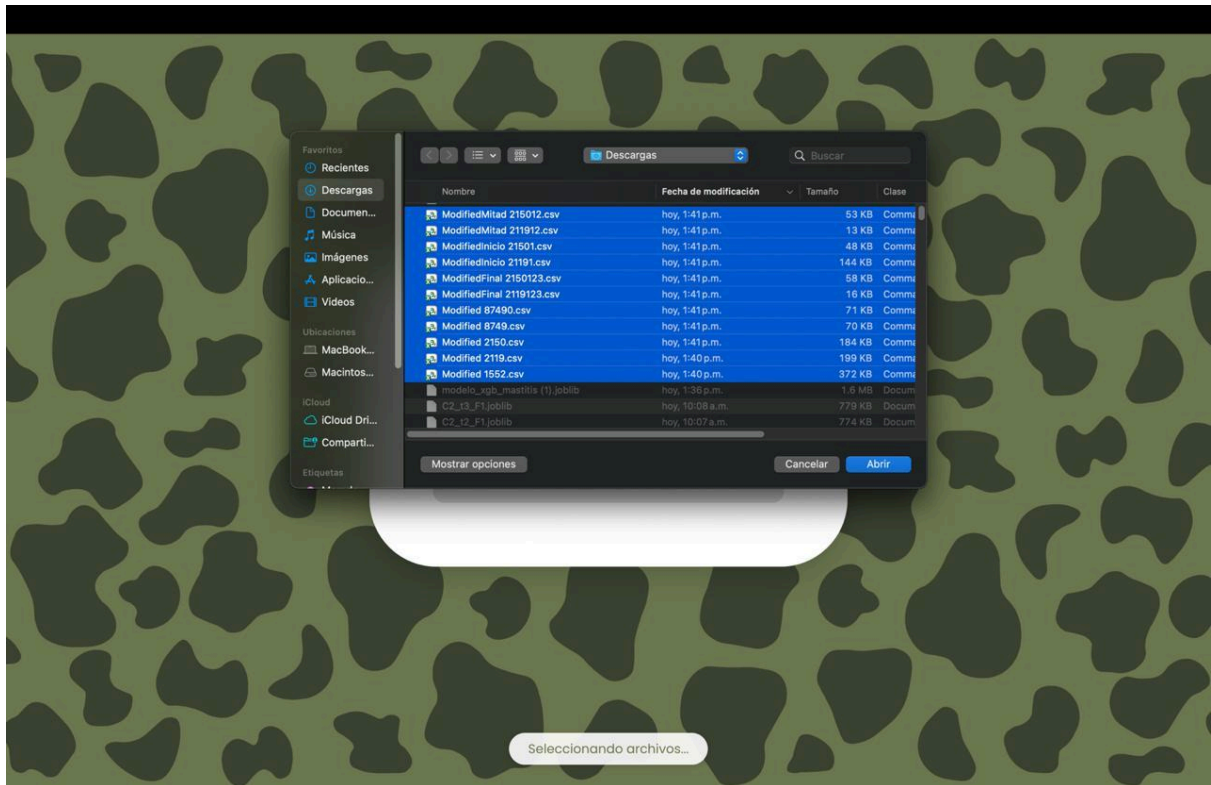 Favoritos
Recientes
Descargas
Documen...
Música
Imágenes
Aplicacio...
Videos
Ubicaciones
MacBook...
Macintos...
iCloud
iCloud Dri...
Comparti...
Etiquetas
Descargas
Buscar
Nombre Fecha de modificación Tamaño Clase
ModifiedMitad 215012.csv hoy, 1:41 p.m. 53 KB Comma
ModifiedMitad 211912.csv hoy, 1:41 p.m. 13 KB Comma
ModifiedInicio 21501.csv hoy, 1:41 p.m. 48 KB Comma
ModifiedInicio 21191.csv hoy, 1:41 p.m. 144 KB Comma
ModifiedFinal 2150123.csv hoy, 1:41 p.m. 58 KB Comma
ModifiedFinal 2119123.csv hoy, 1:41 p.m. 16 KB Comma
Modified 87490.csv hoy, 1:41 p.m. 71 KB Comma
Modified 8749.csv hoy, 1:41 p.m. 70 KB Comma
Modified 2150.csv hoy, 1:41 p.m. 184 KB Comma
Modified 2119.csv hoy, 1:40 p.m. 199 KB Comma
Modified 1552.csv hoy, 1:40 p.m. 372 KB Comma
modelo_xgb_mastitis (1).joblib hoy, 1:36 p.m. 1.6 MB Docum
C2_t3_F1.joblib hoy, 10:08 a.m. 779 KB Docum
C2_t2_F1.joblib hoy, 10:07 a.m. 774 KB Docum
Mostrar opciones
Cancelar
Abrir
Seleccionando archivos...